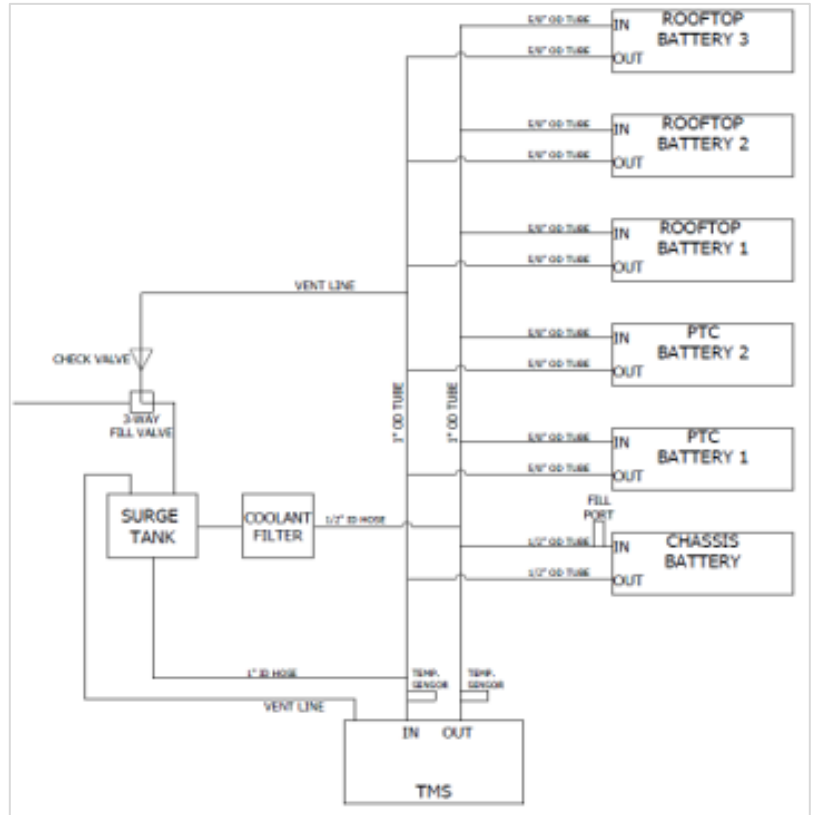 5/8" OD TUBE
IN
ROOFTOP
BATTERY 3
5/8" OD TUBE
OUT
5/8" OD TUBE
IN
ROOFTOP
BATTERY 2
5/8" OD TUBE
OUT
5/8" OD TUBE
IN
ROOFTOP
BATTERY 1
5/8" OD TUBE
OUT
VENT LINE
5/8" OD TUBE
IN
PTC
BATTERY 2
5/8" OD TUBE
OUT
CHECK VALVE
3-WAY
FILL VALVE
1" OD TUBE
1" OD TUBE
5/8" OD TUBE
IN
PTC
BATTERY 1
5/8" OD TUBE
OUT
SURGE
TANK
COOLANT
FILTER
1/2" ID HOSE
FILL
PORT
1/2" OD TUBE
IN
CHASSIS
BATTERY
1/2" OD TUBE
OUT
1" ID HOSE
TEMP.
SENSOR
TEMP.
SENSOR
VENT LINE
IN
OUT
TMS